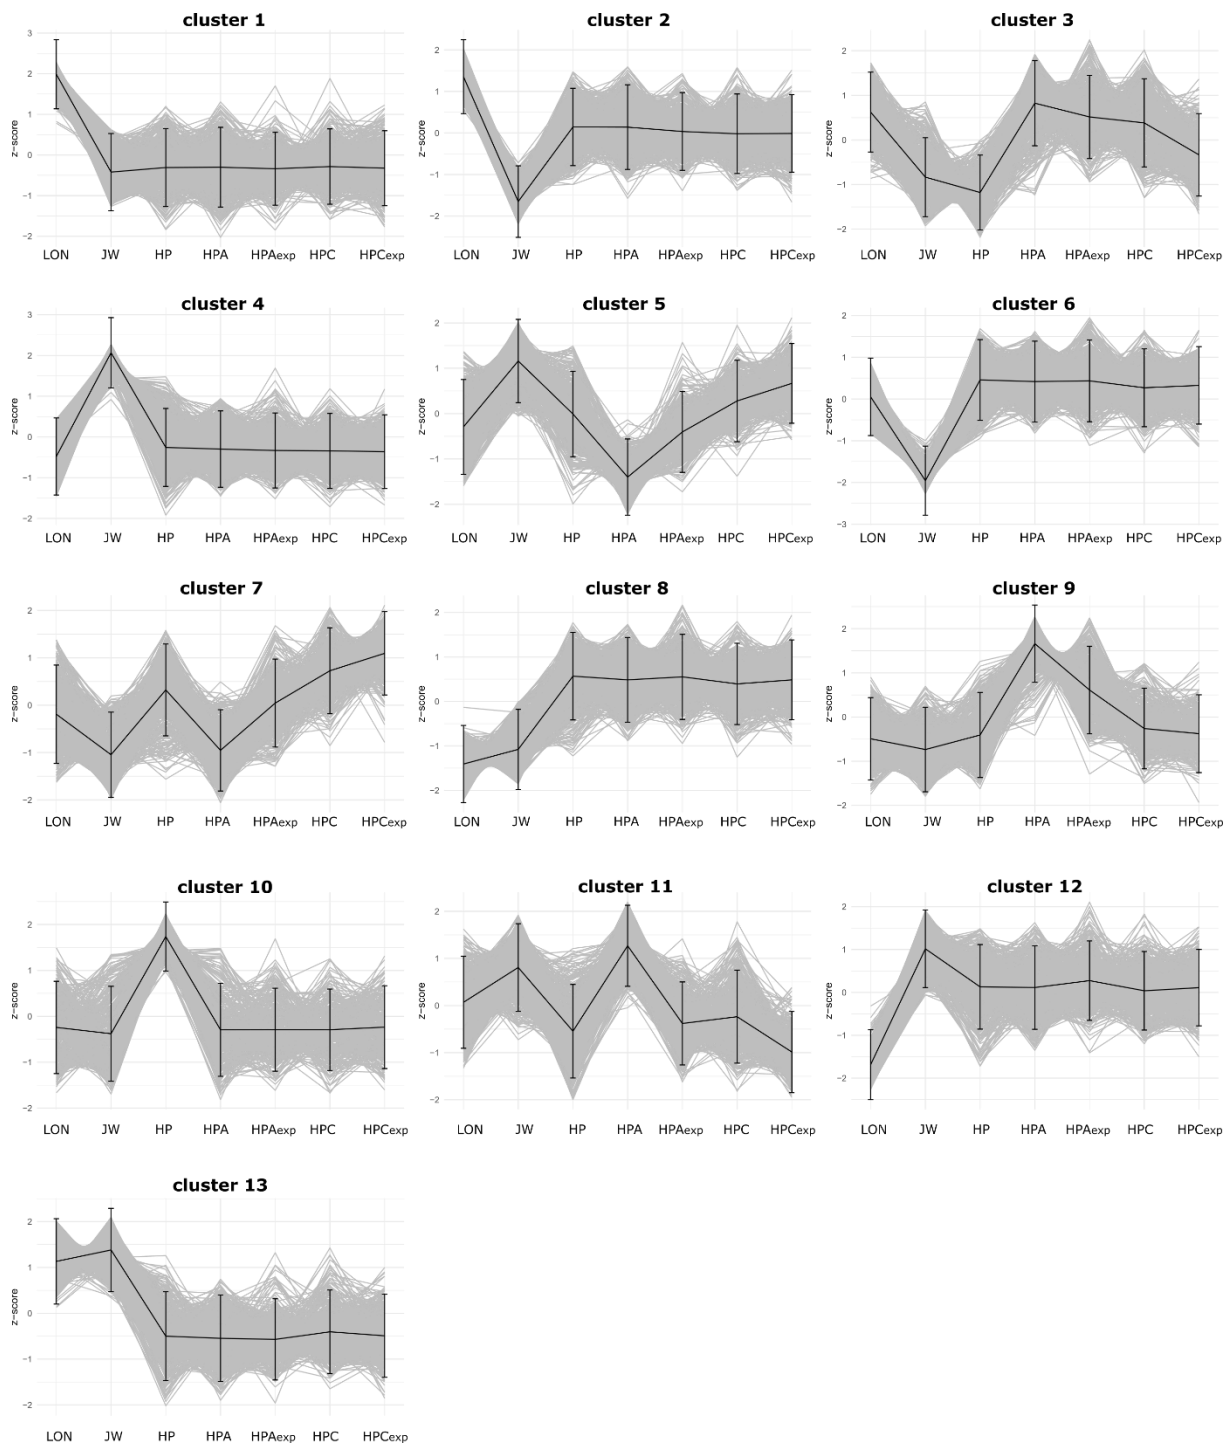 cluster 1
3
2
1
0
−1
−2
z−score
LON JW HP HPA HPAexp HPC HPCexp
cluster 2
2
1
0
−1
−2
z−score
LON JW HP HPA HPAexp HPC HPCexp
cluster 3
2
1
0
−1
−2
z−score
LON JW HP HPA HPAexp HPC HPCexp
cluster 4
3
2
1
0
−1
−2
z−score
LON JW HP HPA HPAexp HPC HPCexp
cluster 5
2
1
0
−1
−2
z−score
LON JW HP HPA HPAexp HPC HPCexp
cluster 6
2
1
0
−1
−2
−3
z−score
LON JW HP HPA HPAexp HPC HPCexp
cluster 7
2
1
0
−1
−2
z−score
LON JW HP HPA HPAexp HPC HPCexp
cluster 8
2
1
0
−1
−2
z−score
LON JW HP HPA HPAexp HPC HPCexp
cluster 9
2
1
0
−1
−2
z−score
LON JW HP HPA HPAexp HPC HPCexp
cluster 10
2
1
0
−1
−2
z−score
LON JW HP HPA HPAexp HPC HPCexp
cluster 11
2
1
0
−1
−2
z−score
LON JW HP HPA HPAexp HPC HPCexp
cluster 12
2
1
0
−1
−2
z−score
LON JW HP HPA HPAexp HPC HPCexp
cluster 13
2
1
0
−1
−2
z−score
LON JW HP HPA HPAexp HPC HPCexp